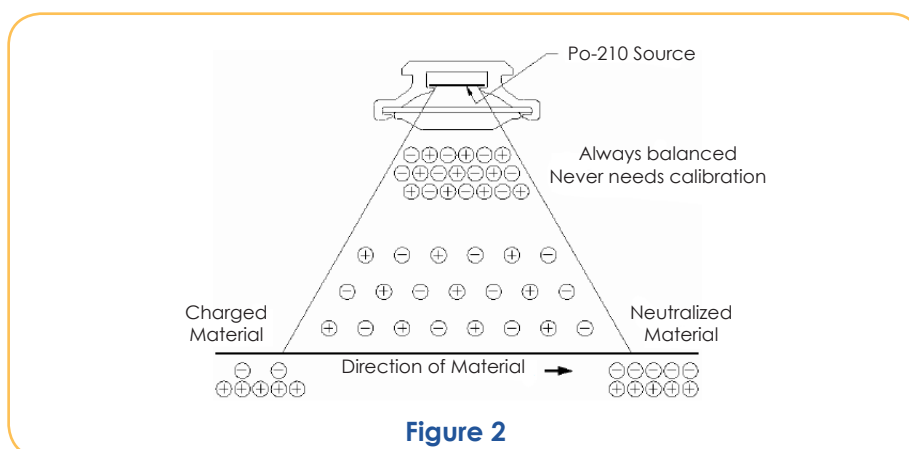 Po-210 Source
Always balanced
Never needs calibration
Charged
Material
Neutralized
Material
Direction of Material
Figure 2